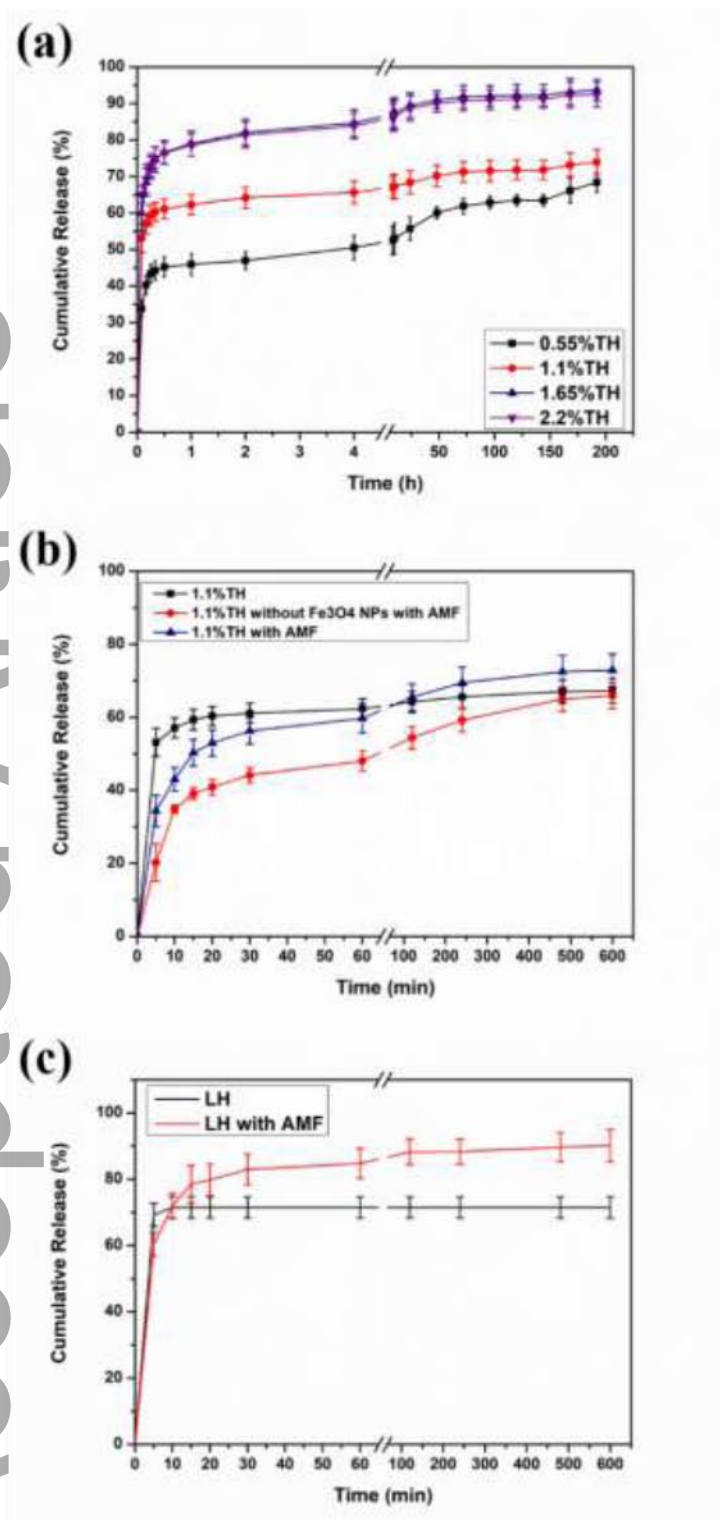 (a)
100
90
80
70
60
50
40
30
20
10
0
Cumulative Release (%)
0.55%TH
1.1%TH
1.65%TH
2.2%TH
0 1 2 3 4 50 100 150 200
Time (h)
(b)
100
80
60
40
20
0
Cumulative Release (%)
1.1%TH
1.1%TH without Fe3O4 NPs with AMF
1.1%TH with AMF
0 10 20 30 40 50 60 100 200 300 400 500 600
Time (min)
(c)
100
80
60
40
20
0
Cumulative Release (%)
LH
LH with AMF
0 10 20 30 40 50 60 100 200 300 400 500 600
Time (min)